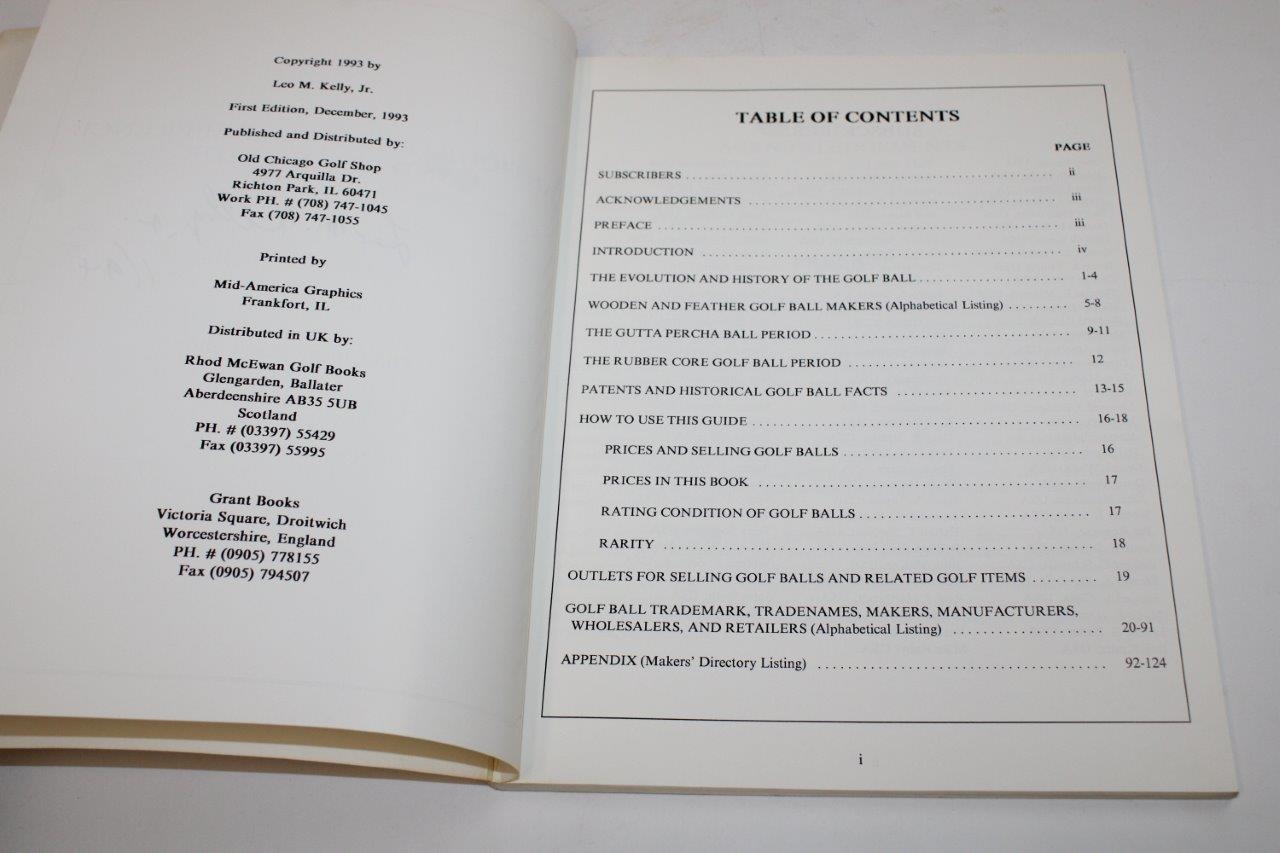 Copyright 1993 by
Leo M. Kelly, Jr.
First Edition, December, 1993
Published and Distributed by:
Old Chicago Golf Shop
4977 Arquilla Dr.
Richton Park, IL 60471
Work PH. # (708) 747-1045
Fax (708) 747-1055
Printed by
Mid-America Graphics
Frankfort, IL
Distributed in UK by:
Rhod McEwan Golf Books
Glengarden, Ballater
Aberdeenshire AB35 5UB
Scotland
PH. # (03397) 55429
Fax (03397) 55995
Grant Books
Victoria Square, Droitwich
Worcestershire, England
PH. # (0905) 778155
Fax (0905) 794507
TABLE OF CONTENTS
PAGE
SUBSCRIBERS ........ ii
ACKNOWLEDGEMENTS ........ iii
PREFACE ........ iii
INTRODUCTION ........ iv
THE EVOLUTION AND HISTORY OF THE GOLF BALL ........ 1-4
WOODEN AND FEATHER GOLF BALL MAKERS (Alphabetical Listing) ........ 5-8
THE GUTTA PERCHA BALL PERIOD ........ 9-11
THE RUBBER CORE GOLF BALL PERIOD ........ 12
PATENTS AND HISTORICAL GOLF BALL FACTS ........ 13-15
HOW TO USE THIS GUIDE ........ 16-18
PRICES AND SELLING GOLF BALLS ........ 16
PRICES IN THIS BOOK ........ 17
RATING CONDITION OF GOLF BALLS ........ 17
RARITY ........ 18
OUTLETS FOR SELLING GOLF BALLS AND RELATED GOLF ITEMS ........ 19
GOLF BALL TRADEMARK, TRADENAMES, MAKERS, MANUFACTURERS,
WHOLESALERS, AND RETAILERS (Alphabetical Listing) ........ 20-91
APPENDIX (Makers' Directory Listing) ........ 92-124
i